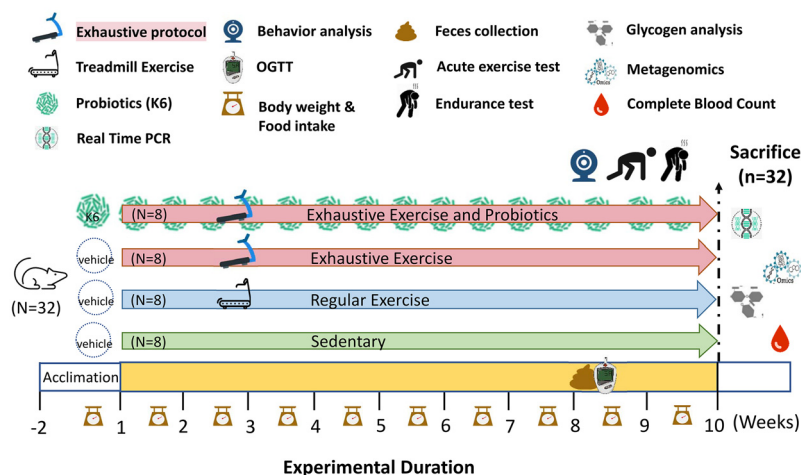 Exhaustive protocol
Behavior analysis
Feces collection
Glycogen analysis
Treadmill Exercise
OGTT
Acute exercise test
Metagenomics
Probiotics (K6)
Body weight &
Food intake
Endurance test
Complete Blood Count
Real Time PCR
Sacrifice
(n=32)
K6
(N=8)
Exhaustive Exercise and Probiotics
vehicle
(N=8)
Exhaustive Exercise
(N=32)
vehicle
(N=8)
Regular Exercise
vehicle
(N=8)
Sedentary
Omics
Acclimation
-2 1 2 3 4 5 6 7 8 9 10 (Weeks)
Experimental Duration